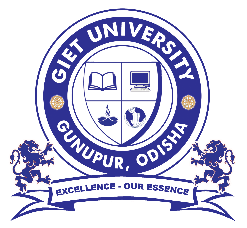 GIET UNIVERSITY
GUNUPUR, ODISHA
EXCELLENCE - OUR ESSENCE